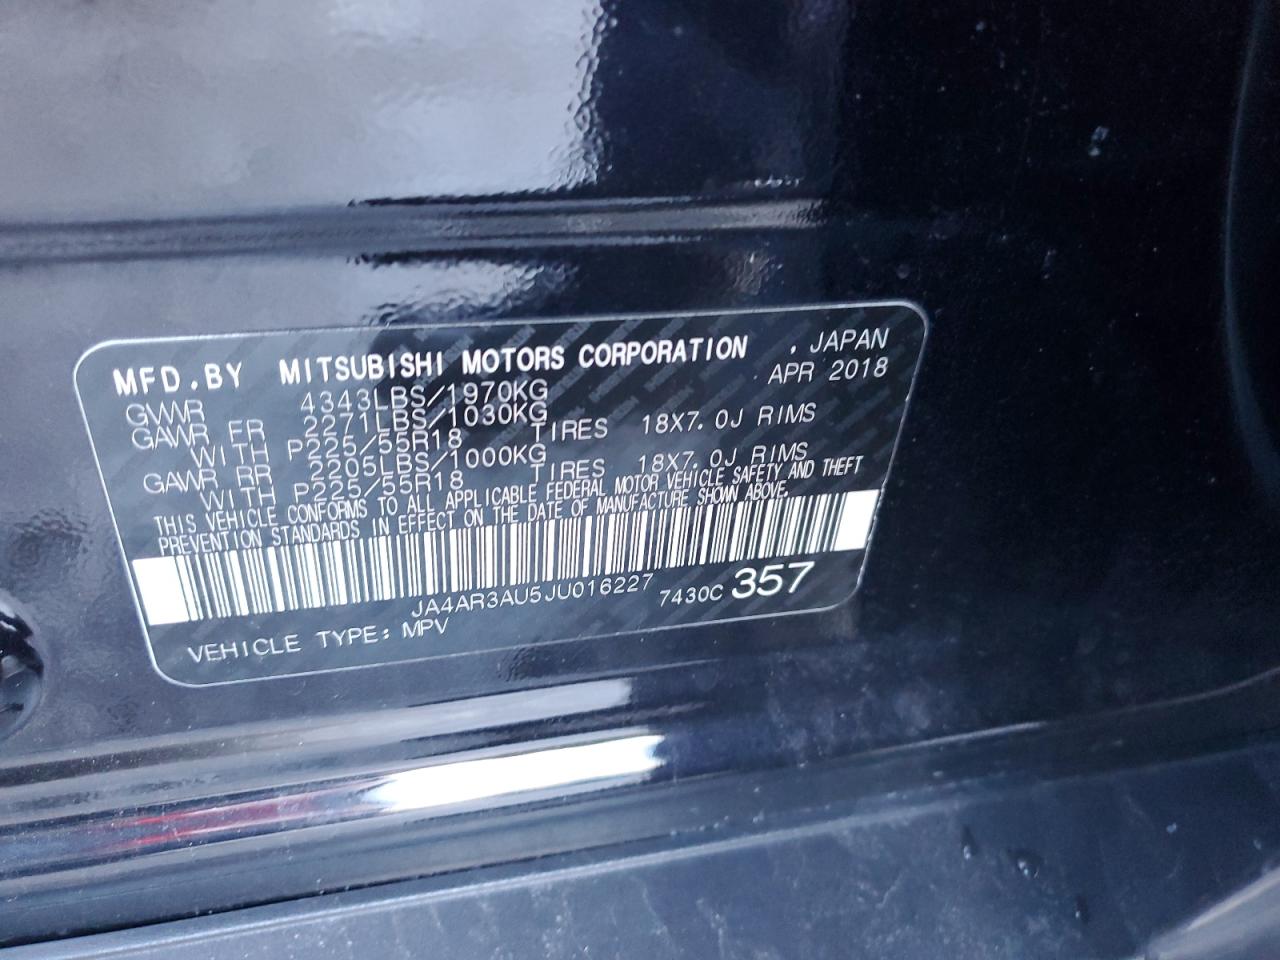 MFD.BY MITSUBISHI MOTORS CORPORATION , JAPAN
APR 2018
GVWR 4343LBS/1970KG
GAWR FR 2271LBS/1030KG
WITH P225/55R18 TIRES 18X7.0J RIMS
GAWR RR 2205LBS/1000KG
WITH P225/55R18 TIRES 18X7.0J RIMS
THIS VEHICLE CONFORMS TO ALL APPLICABLE FEDERAL MOTOR VEHICLE SAFETY AND THEFT
PREVENTION STANDARDS IN EFFECT ON THE DATE OF MANUFACTURE SHOWN ABOVE.
JA4AR3AU5JU016227 7430C 357
VEHICLE TYPE: MPV